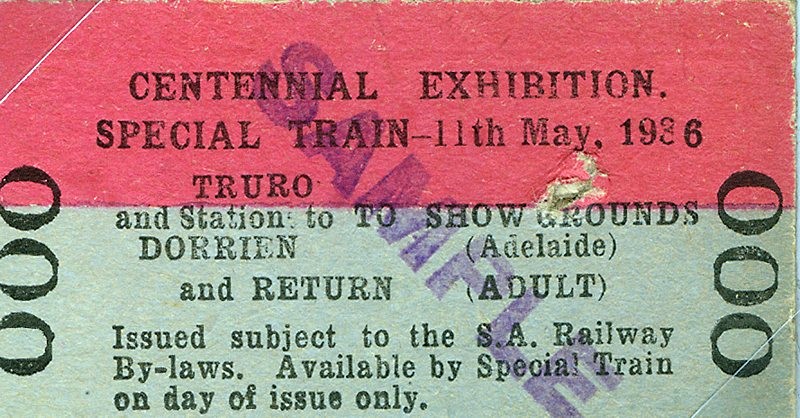 CENTENNIAL EXHIBITION.
SPECIAL TRAIN-11th May, 1936
TRURO
and Stations to TO SHOW GROUNDS
DORRIEN (Adelaide)
and RETURN (ADULT)
Issued subject to the S.A. Railway
By-laws. Available by Special Train
on day of issue only.
000
000
SAMPLE